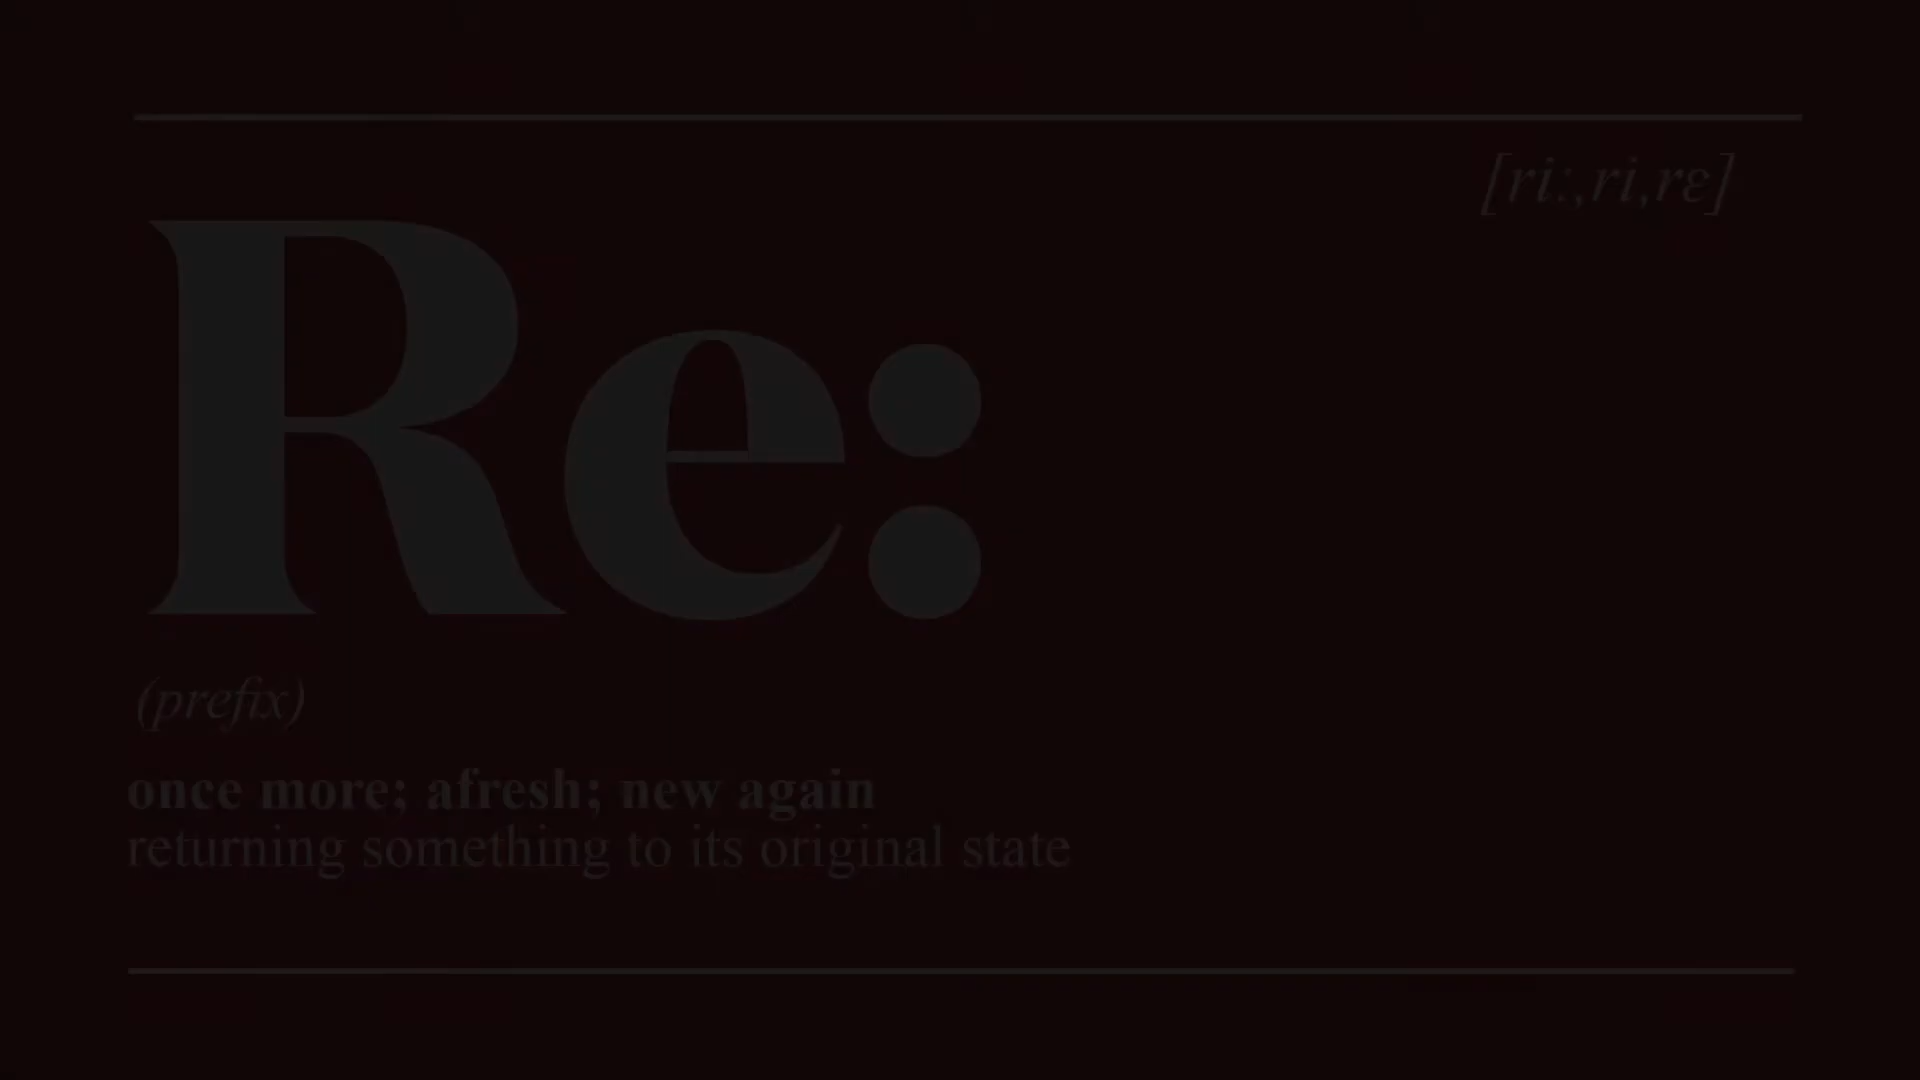 [ri:,ri,rɛ]
Re:
(prefix)
once more; afresh; new again
returning something to its original state